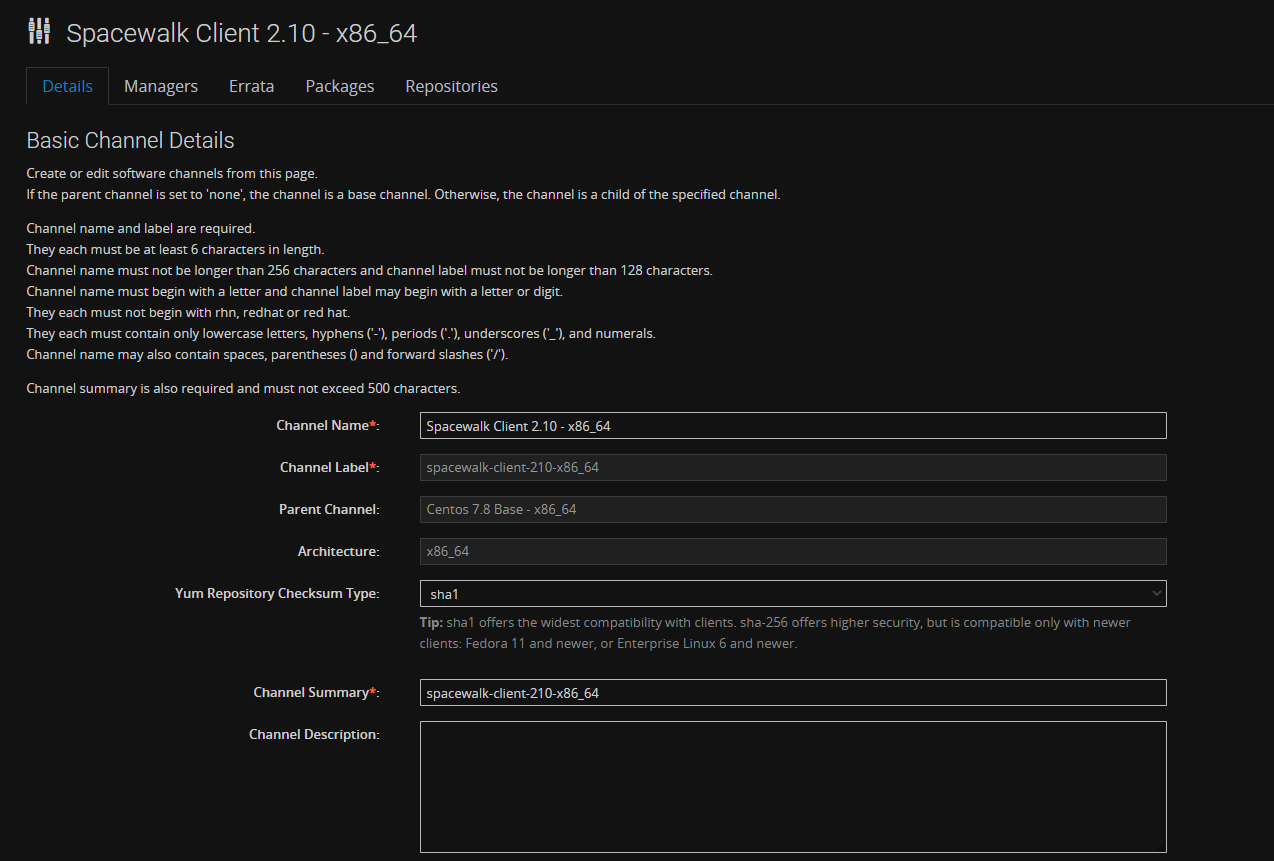 Spacewalk Client 2.10 - x86_64
Details Managers Errata Packages Repositories
Basic Channel Details
Create or edit software channels from this page.
If the parent channel is set to 'none', the channel is a base channel. Otherwise, the channel is a child of the specified channel.
Channel name and label are required.
They each must be at least 6 characters in length.
Channel name must not be longer than 256 characters and channel label must not be longer than 128 characters.
Channel name must begin with a letter and channel label may begin with a letter or digit.
They each must not begin with rhn, redhat or red hat.
They each must contain only lowercase letters, hyphens ('-'), periods ('.'), underscores ('_'), and numerals.
Channel name may also contain spaces, parentheses () and forward slashes ('/').
Channel summary is also required and must not exceed 500 characters.
Channel Name*: Spacewalk Client 2.10 - x86_64
Channel Label*: spacewalk-client-210-x86_64
Parent Channel: Centos 7.8 Base - x86_64
Architecture: x86_64
Yum Repository Checksum Type: sha1
Tip: sha1 offers the widest compatibility with clients. sha-256 offers higher security, but is compatible only with newer
clients: Fedora 11 and newer, or Enterprise Linux 6 and newer.
Channel Summary*: spacewalk-client-210-x86_64
Channel Description: